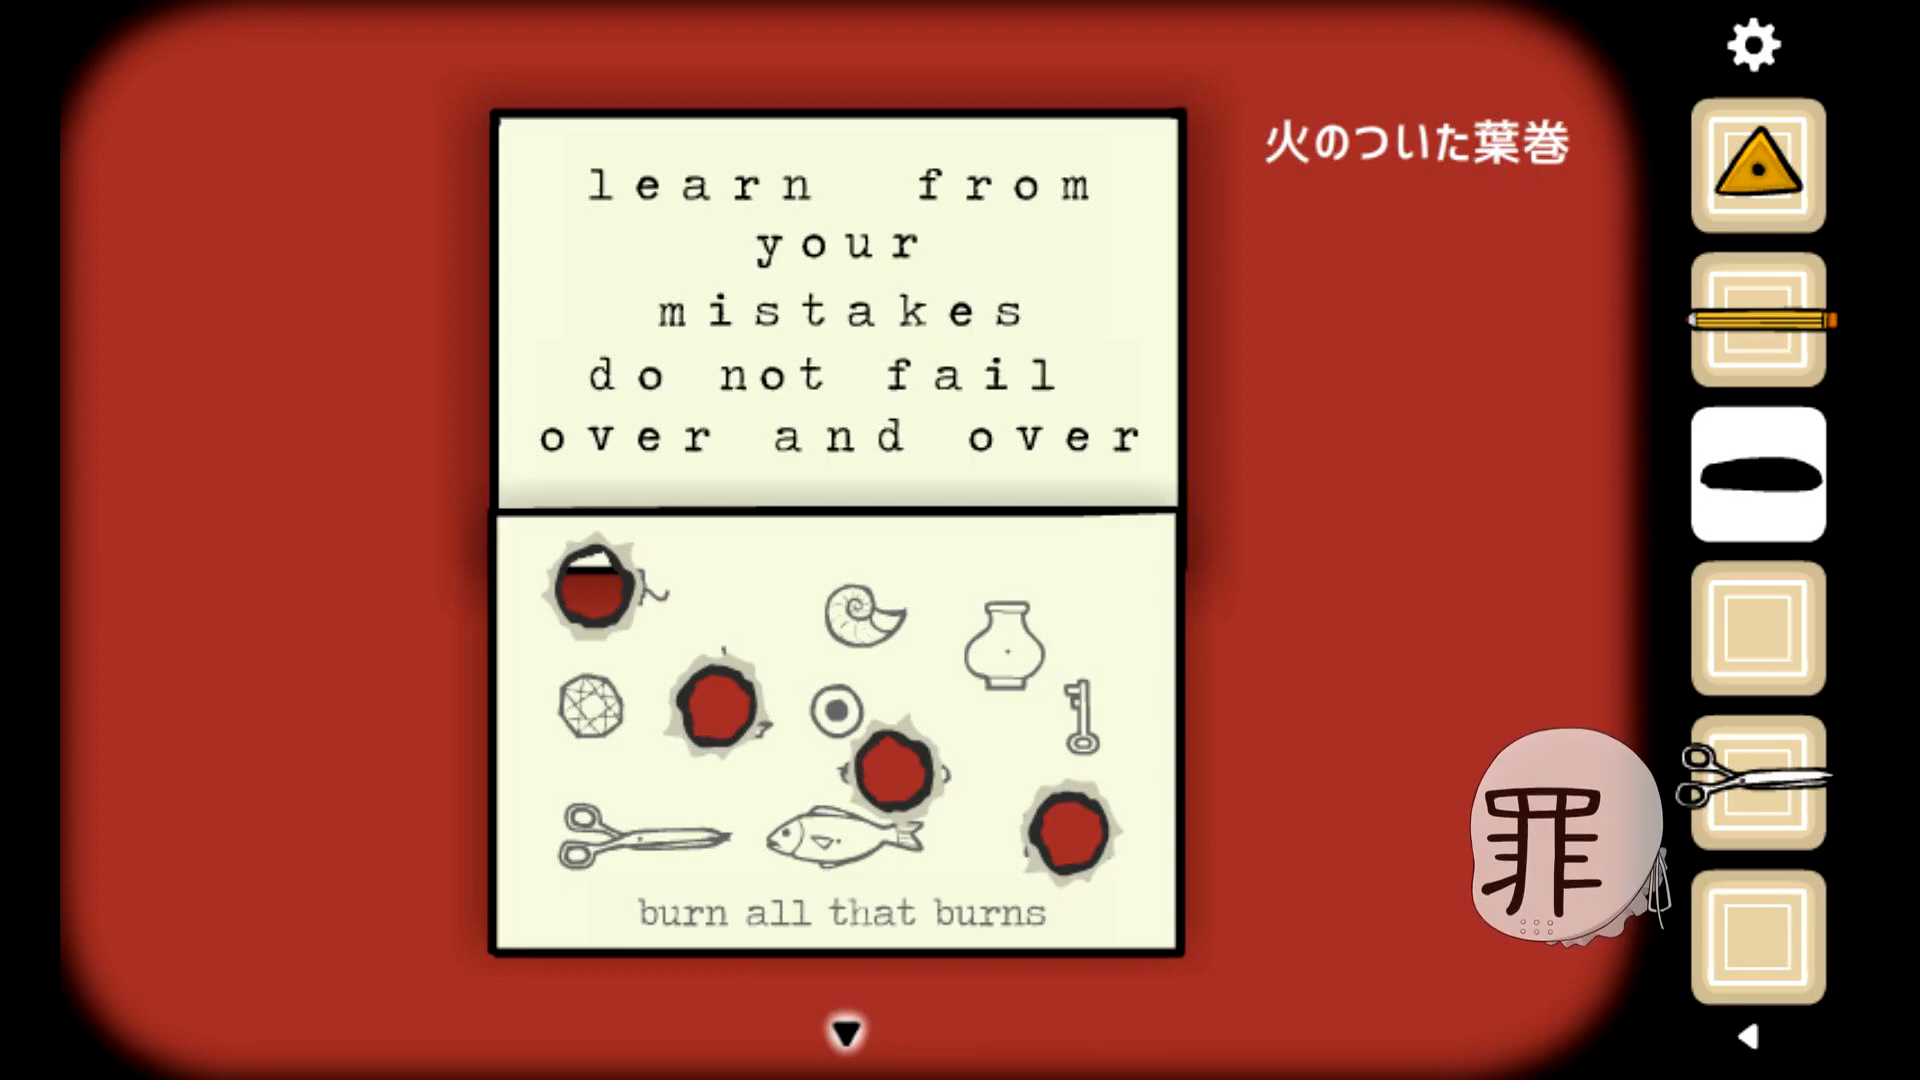 learn from
your
mistakes
do not fail
over and over
火のついた葉巻
burn all that burns
罪